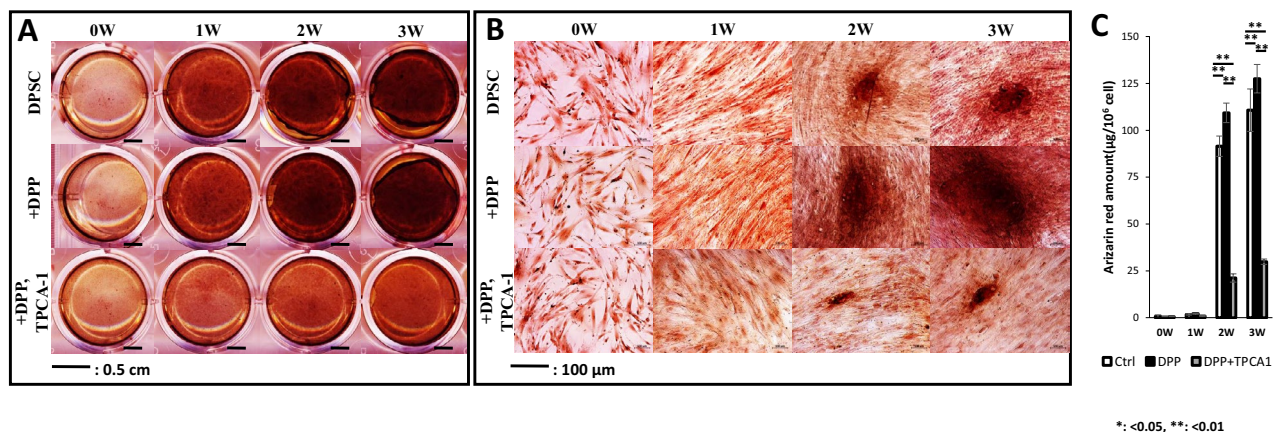 A
0W 1W 2W 3W
DPSC
+DPP
+DPP,
TPCA-1
: 0.5 cm
B
0W 1W 2W 3W
DPSC
+DPP
+DPP,
TPCA-1
: 100 μm
C
Arizarin red amount(μg/10⁶ cell)
150
125
100
75
50
25
0
** ** **
** ** **
0W 1W 2W 3W
Ctrl DPP DPP+TPCA1
*: <0.05, **: <0.01